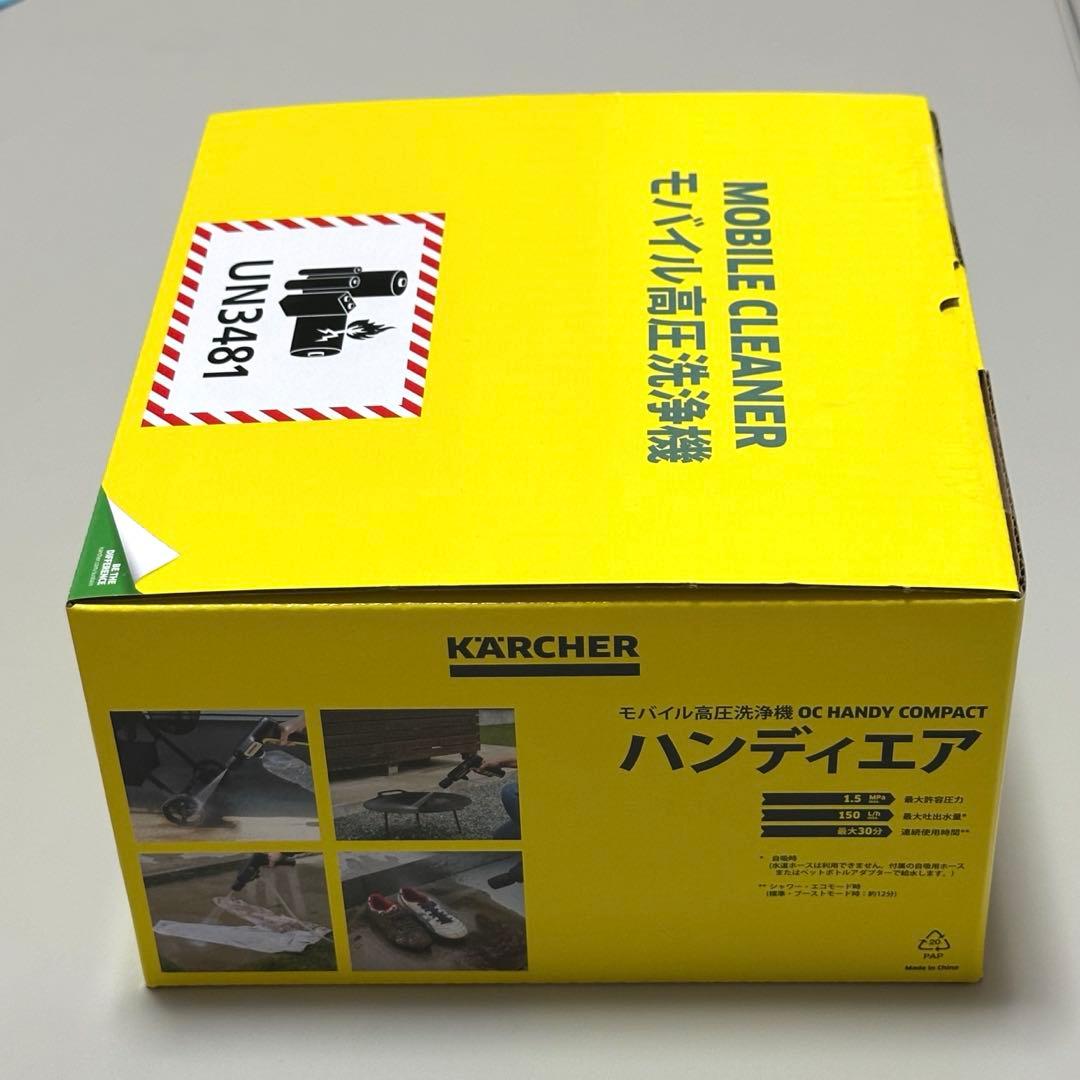 MOBILE CLEANER
モバイル高圧洗浄機
UN3481
BE THE
DIFFERENCE
KÄRCHER
モバイル高圧洗浄機 OC HANDY COMPACT
ハンディエア
1.5 MPa max. 最大許容圧力
150 L/h max. 最大吐出水量*
最大30分 連続使用時間**
* 自吸時
(水道ホースは利用できません。付属の自吸用ホース
またはペットボトルアダプターで給水します。)
** シャワー・エコモード時
(標準・ブーストモード時：約12分)
20
PAP
Made in China